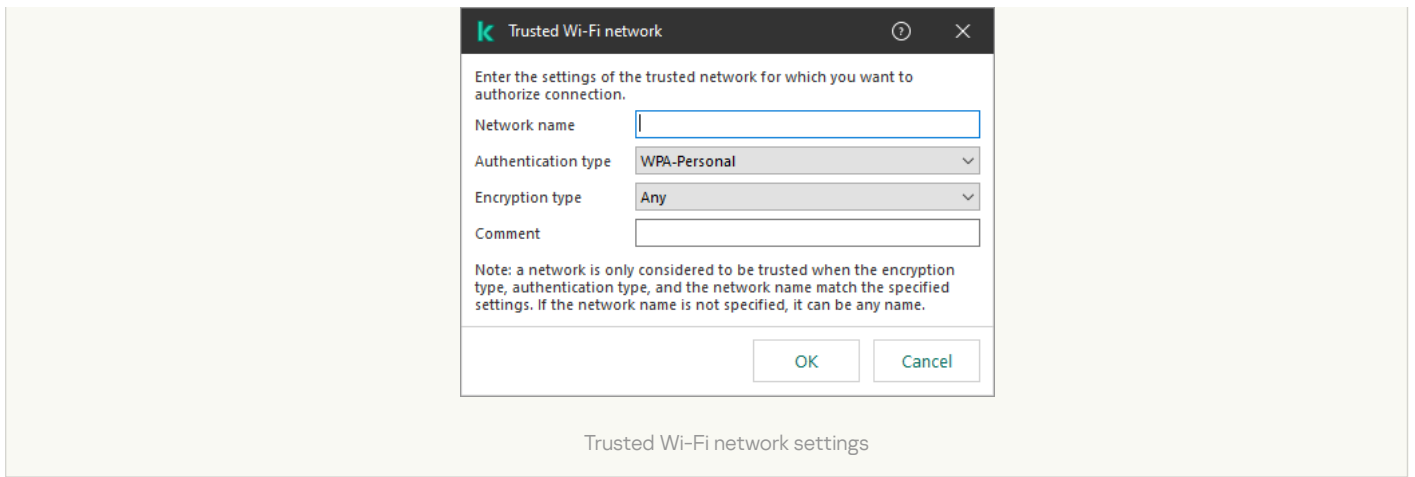 Trusted Wi-Fi network
Enter the settings of the trusted network for which you want to
authorize connection.
Network name
Authentication type
WPA-Personal
Encryption type
Any
Comment
Note: a network is only considered to be trusted when the encryption
type, authentication type, and the network name match the specified
settings. If the network name is not specified, it can be any name.
OK
Cancel
Trusted Wi-Fi network settings